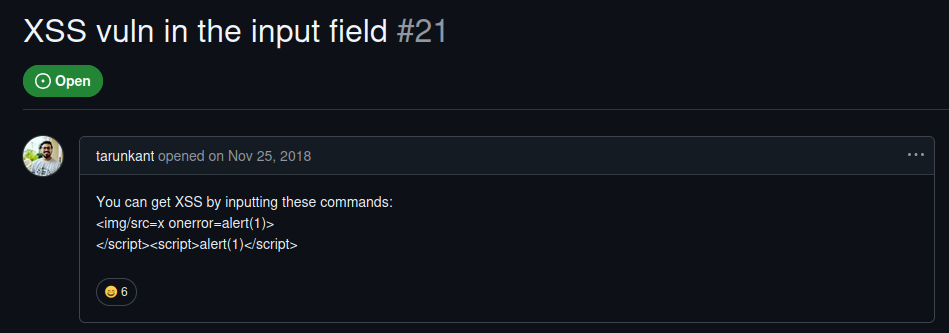 XSS vuln in the input field #21
Open
tarunkant opened on Nov 25, 2018
You can get XSS by inputting these commands:
<img/src=x onerror=alert(1)>
</script><script>alert(1)</script>
6